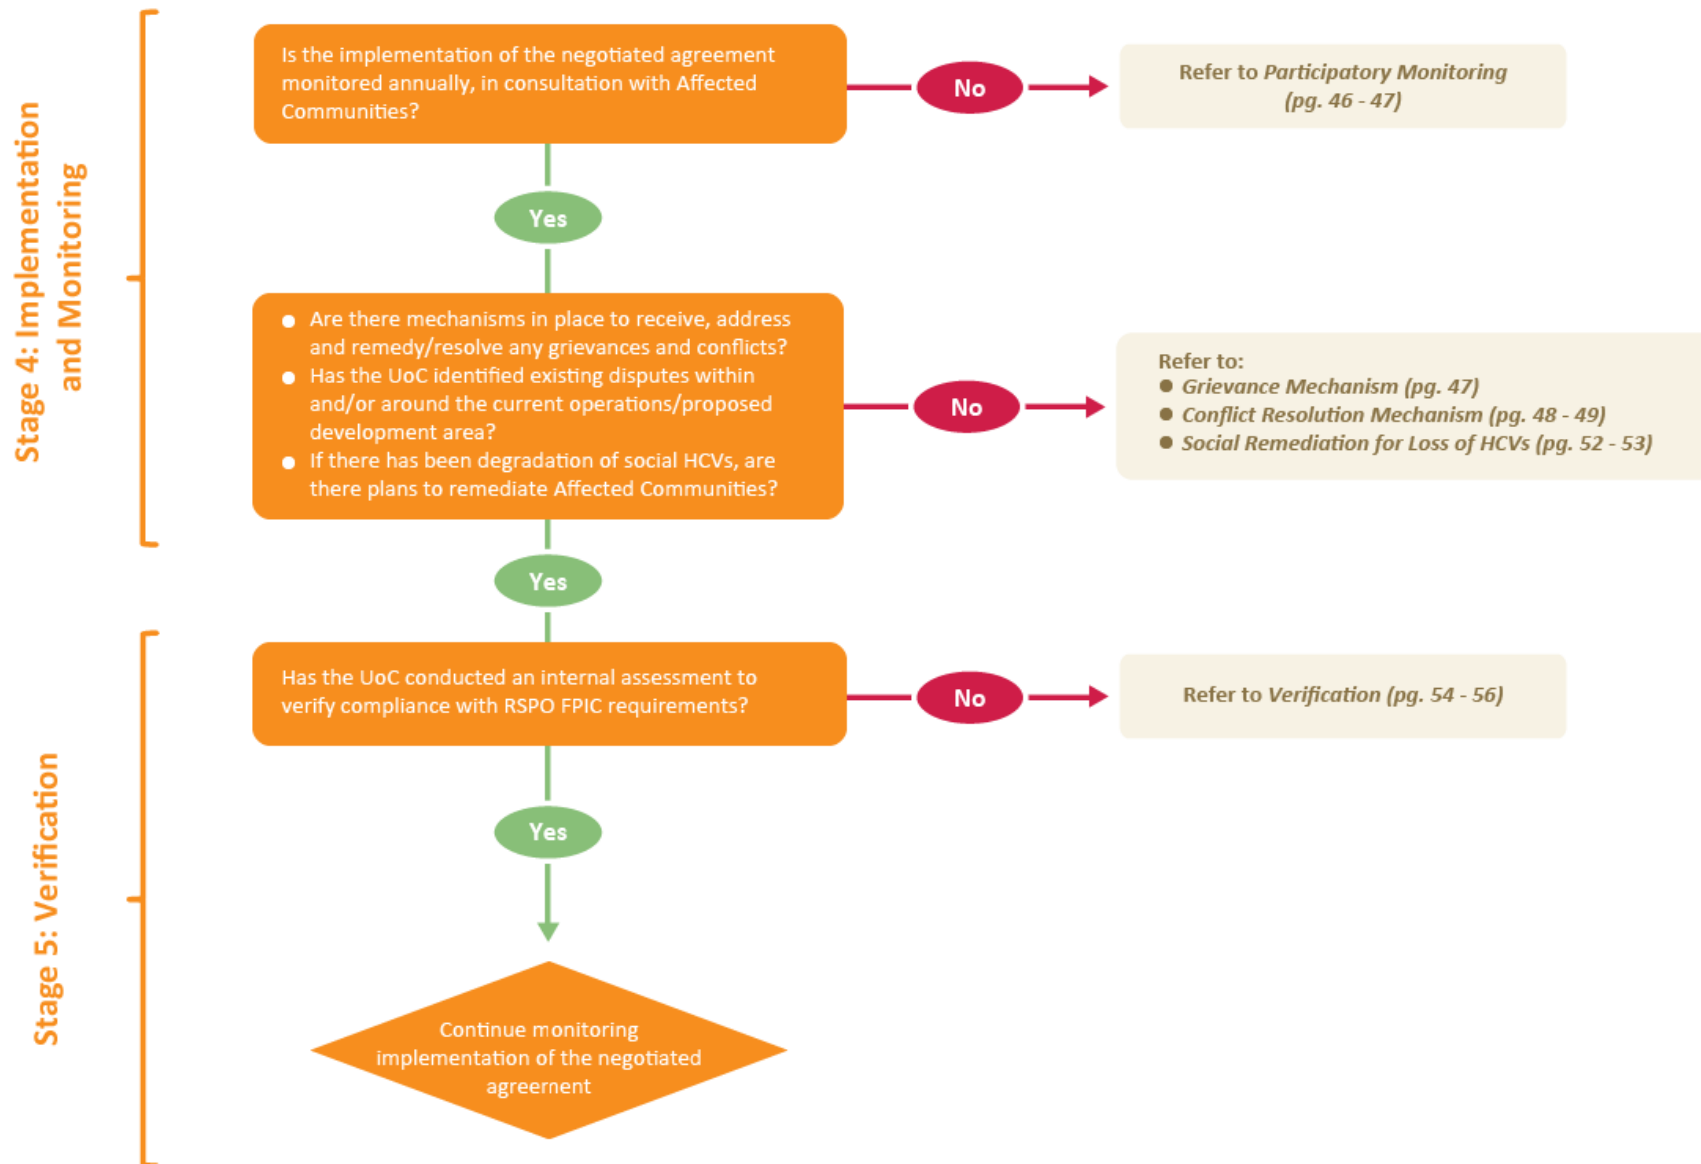 Stage 4: Implementation
and Monitoring
Is the implementation of the negotiated agreement
monitored annually, in consultation with Affected
Communities?
No
Refer to Participatory Monitoring
(pg. 46 - 47)
Yes
● Are there mechanisms in place to receive, address
and remedy/resolve any grievances and conflicts?
● Has the UoC identified existing disputes within
and/or around the current operations/proposed
development area?
● If there has been degradation of social HCVs, are
there plans to remediate Affected Communities?
No
Refer to:
● Grievance Mechanism (pg. 47)
● Conflict Resolution Mechanism (pg. 48 - 49)
● Social Remediation for Loss of HCVs (pg. 52 - 53)
Yes
Stage 5: Verification
Has the UoC conducted an internal assessment to
verify compliance with RSPO FPIC requirements?
No
Refer to Verification (pg. 54 - 56)
Yes
Continue monitoring
implementation of the negotiated
agreement